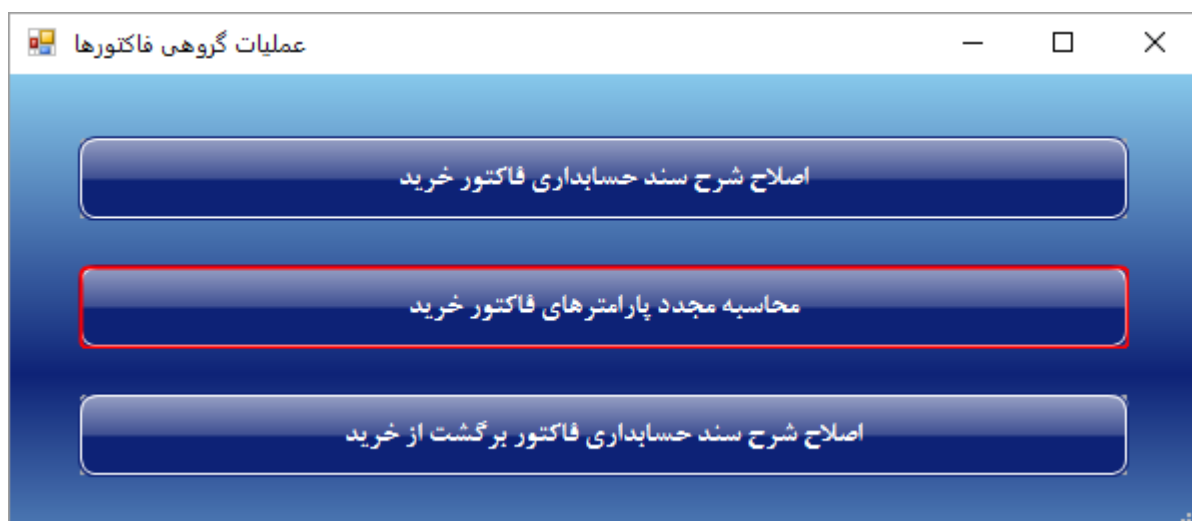 عملیات گروهی فاکتورها
اصلاح شرح سند حسابداری فاکتور خرید
محاسبه مجدد پارامترهای فاکتور خرید
اصلاح شرح سند حسابداری فاکتور برگشت از خرید